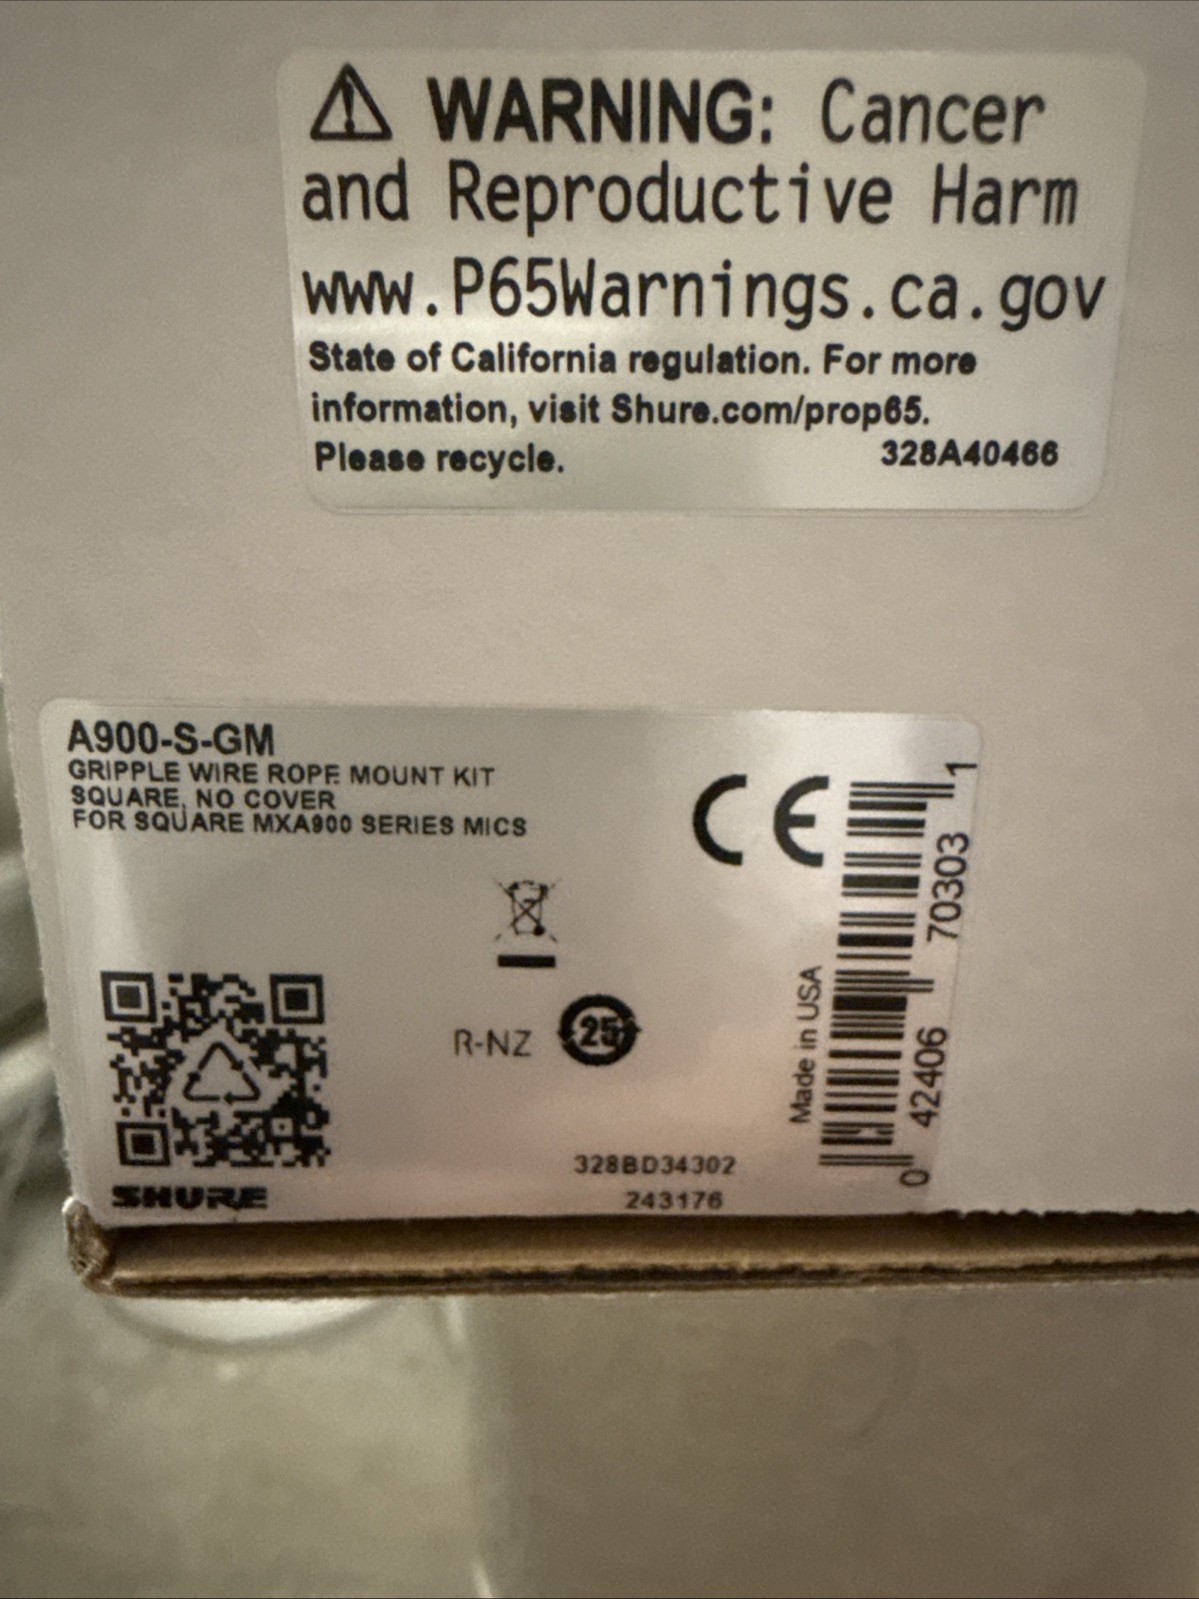 WARNING: Cancer
and Reproductive Harm
www.P65Warnings.ca.gov
State of California regulation. For more
information, visit Shure.com/prop65.
Please recycle. 328A40466
A900-S-GM
GRIPPLE WIRE ROPE MOUNT KIT
SQUARE, NO COVER
FOR SQUARE MXA900 SERIES MICS
CE
R-NZ 25
Made in USA
0 42406 70303 1
328BD34302
243176
SHURE